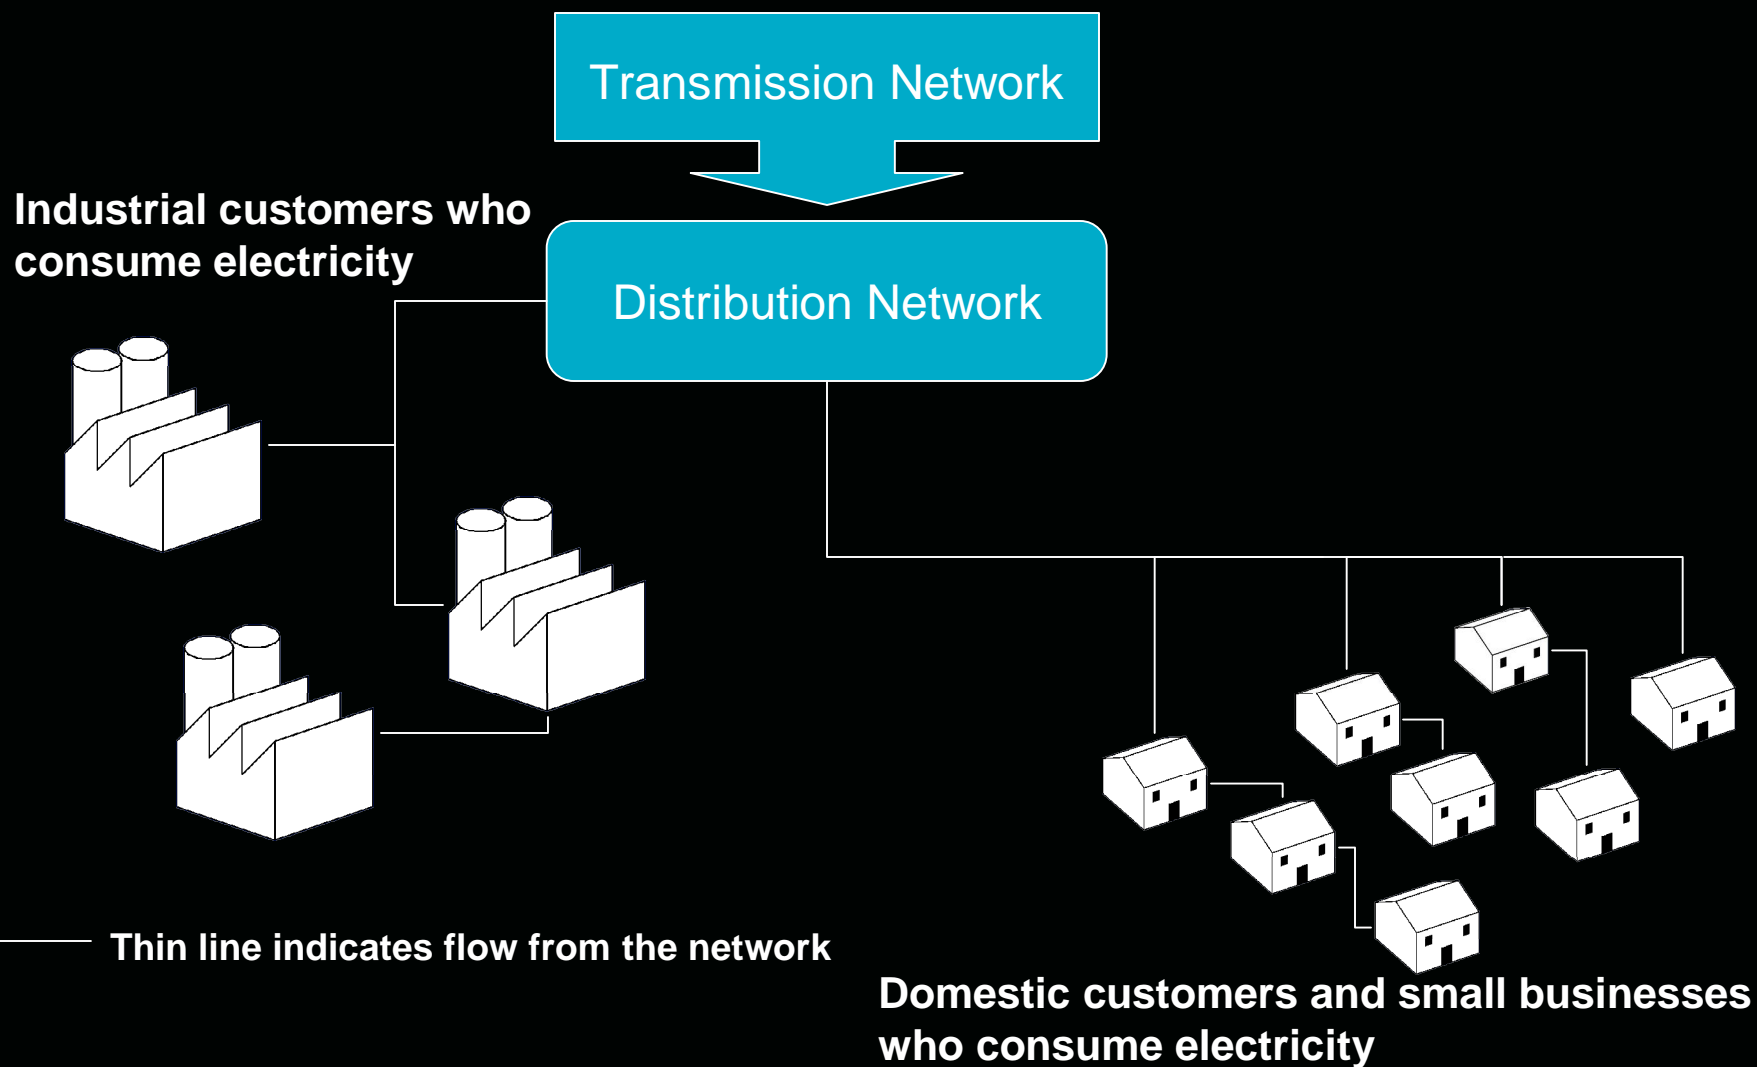 Transmission Network
Industrial customers who
consume electricity
Distribution Network
Thin line indicates flow from the network
Domestic customers and small businesses
who consume electricity